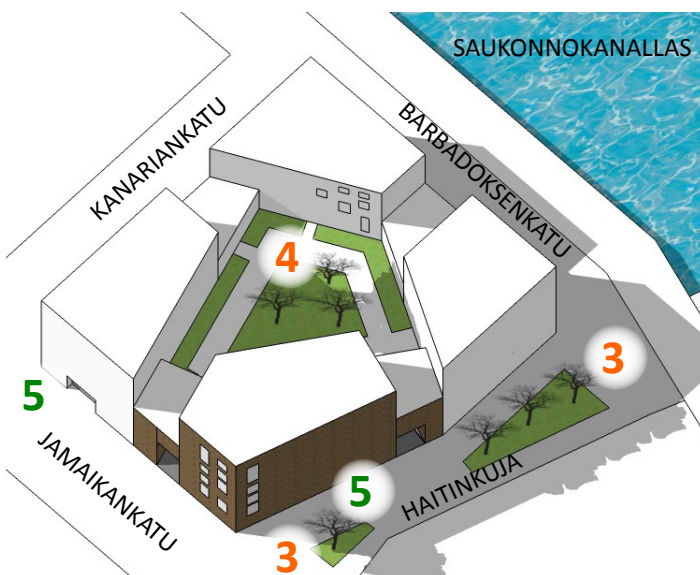 SAUKONNOKANALLAS
KANARIANKATU
BARBADOKSENKATU
4
3
5
JAMAIKANKATU
5
HAITINKUJA
3